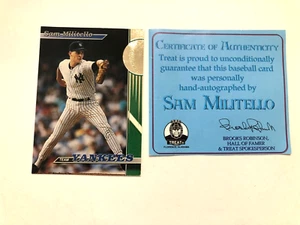 Sam Militello
TEAM YANKEES
CERTIFICATE OF AUTHENTICITY
Treat is proud to unconditionally
guarantee that this baseball card
was personally
hand-autographed by
SAM MILITELLO
TREAT
BROOKS ROBINSON,
HALL OF FAMER
& TREAT SPOKESPERSON